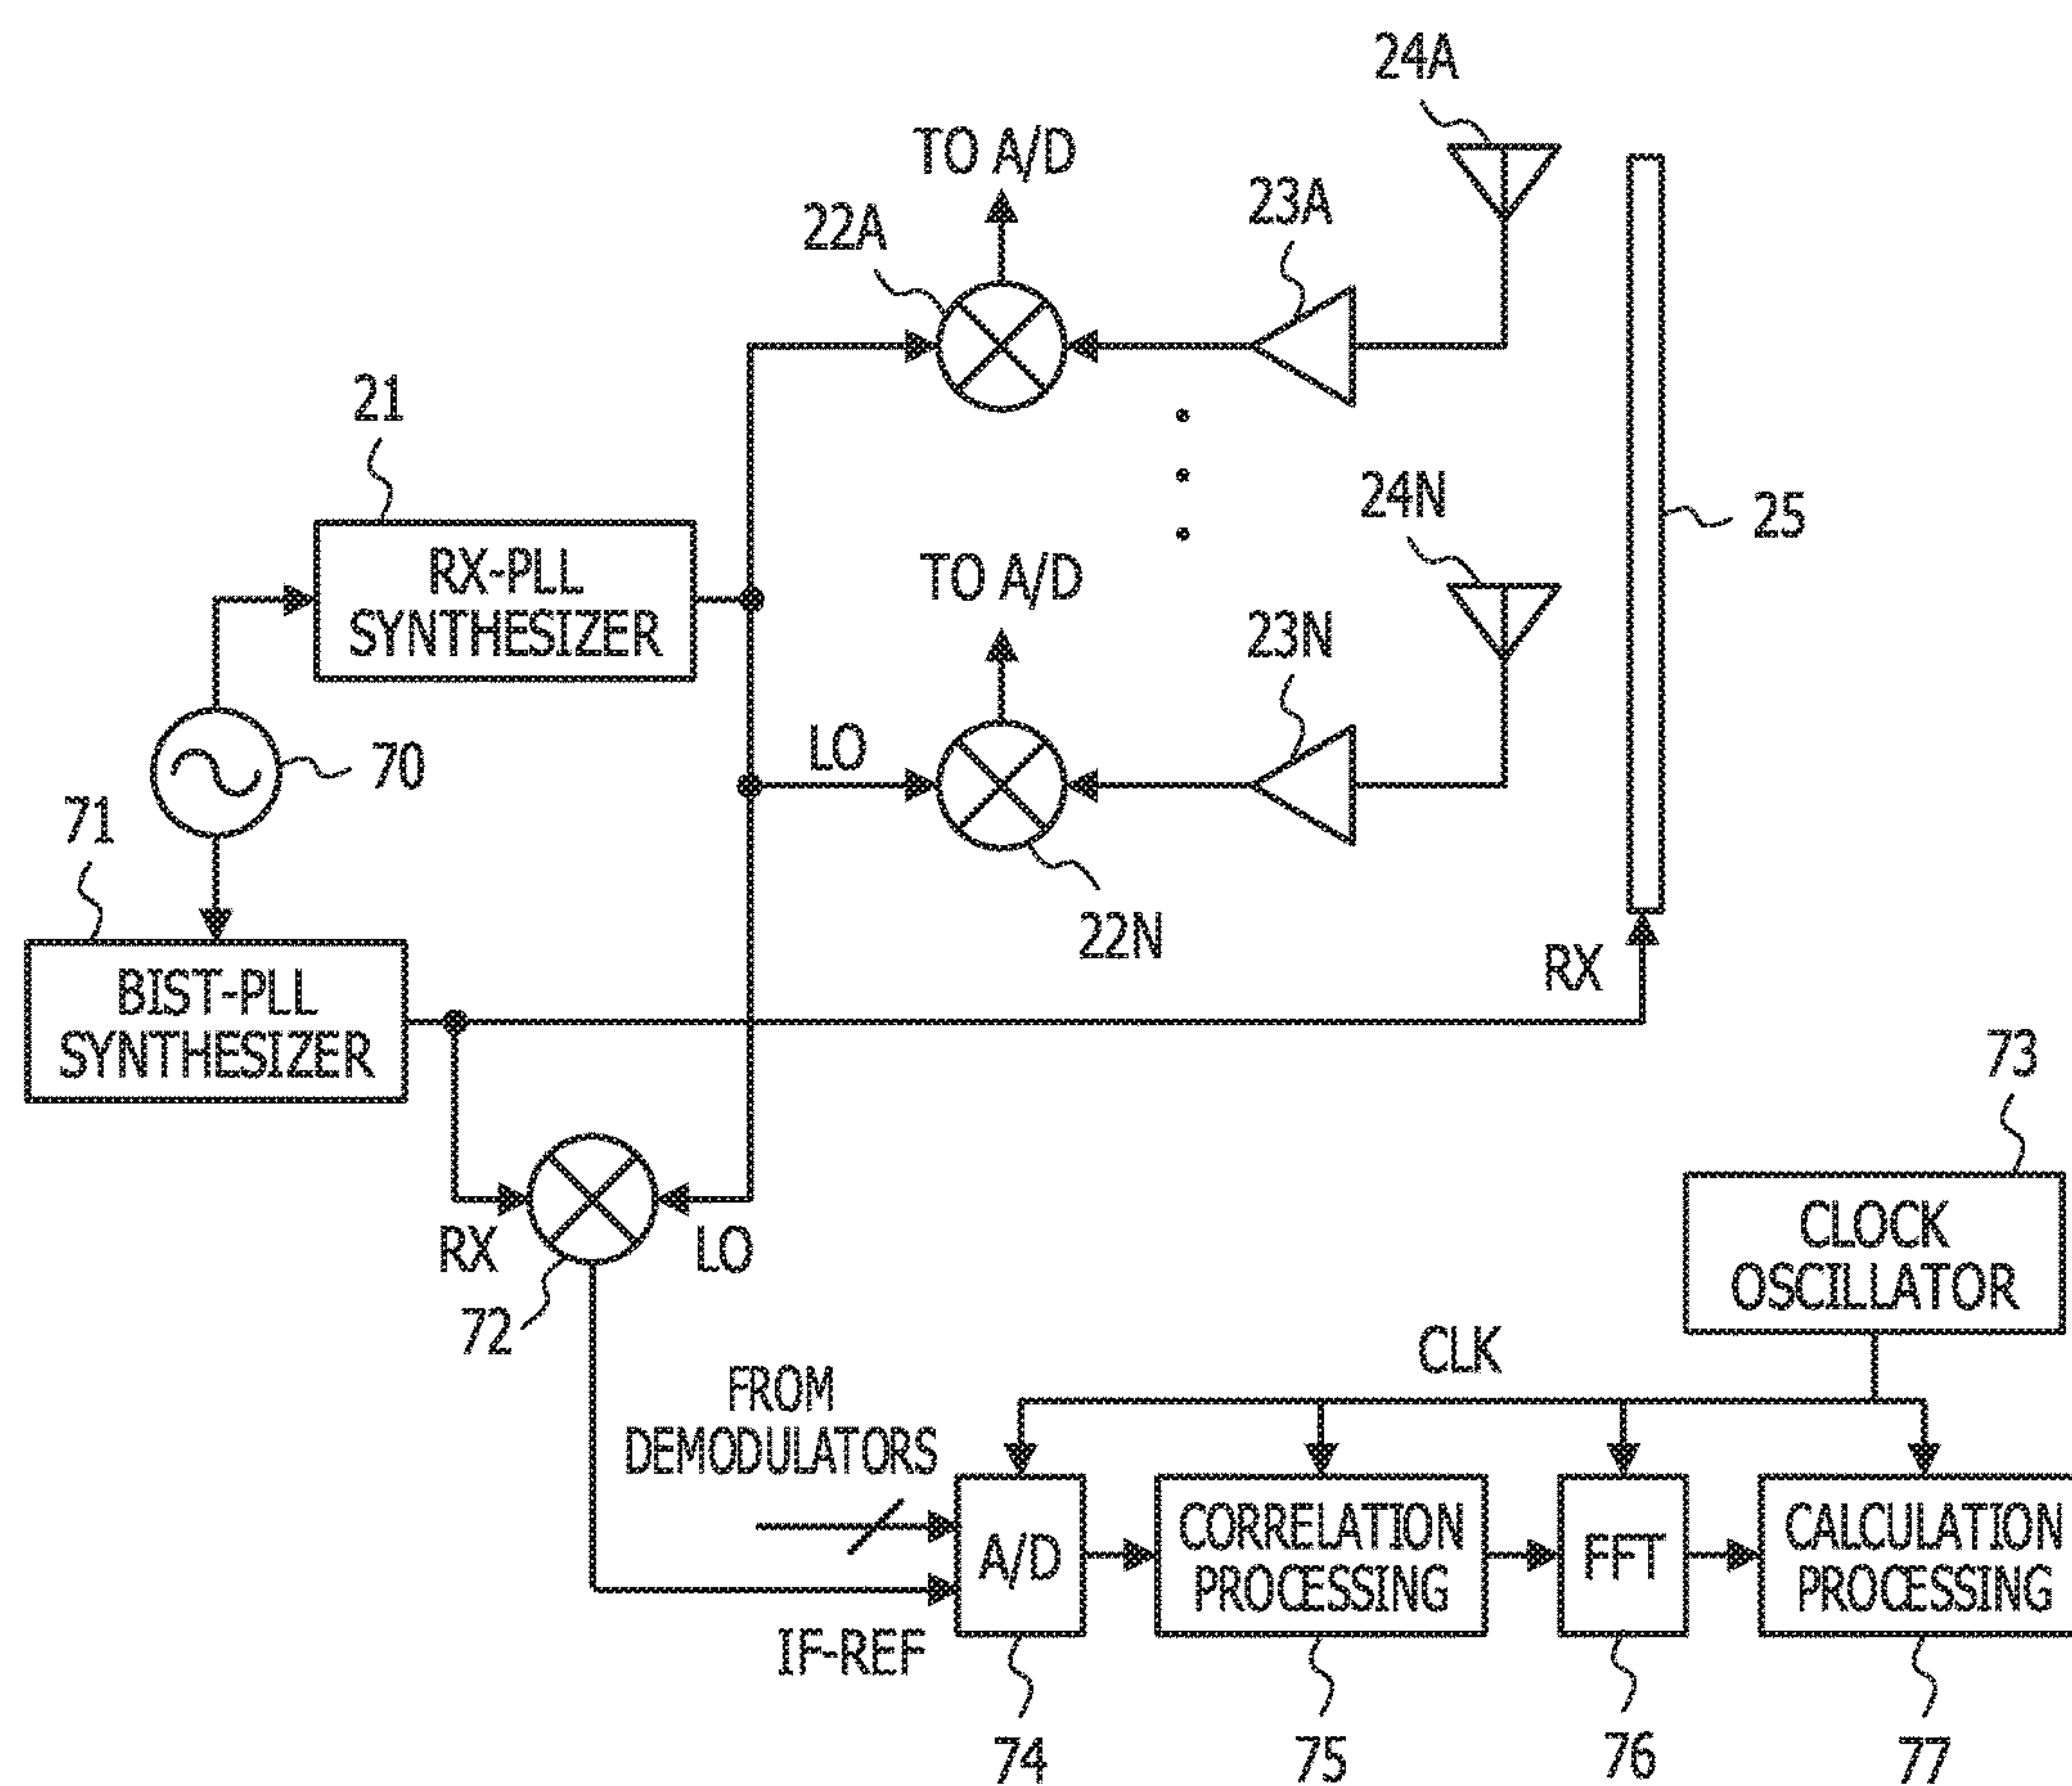 24A
TO A/D
23A
22A
21
RX-PLL
SYNTHESIZER
24N
25
TO A/D
23N
LO
70
71
22N
BIST-PLL
SYNTHESIZER
RX
73
RX
LO
72
CLOCK
OSCILLATOR
CLK
FROM
DEMODULATORS
A/D
CORRELATION
PROCESSING
FFT
CALCULATION
PROCESSING
IF-REF
74
75
76
77